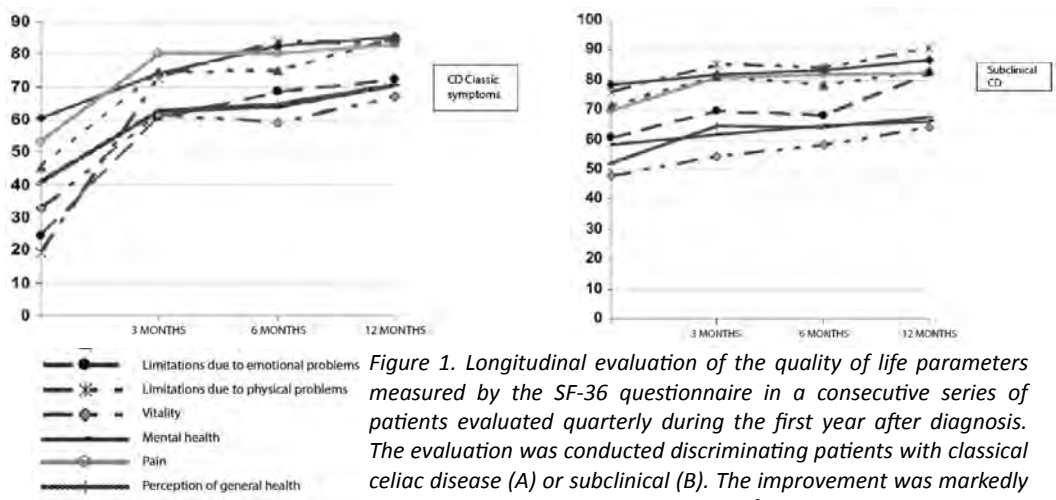 90
80
70
60
50
40
30
20
10
0
3 MONTHS
6 MONTHS
12 MONTHS
CD Classic
symptoms
100
90
80
70
60
50
40
30
20
10
0
3 MONTHS
6 MONTHS
12 MONTHS
Subclinical
CD
Limitations due to emotional problems
Limitations due to physical problems
Vitality
Mental health
Pain
Perception of general health
Figure 1. Longitudinal evaluation of the quality of life parameters
measured by the SF-36 questionnaire in a consecutive series of
patients evaluated quarterly during the first year after diagnosis.
The evaluation was conducted discriminating patients with classical
celiac disease (A) or subclinical (B). The improvement was markedly